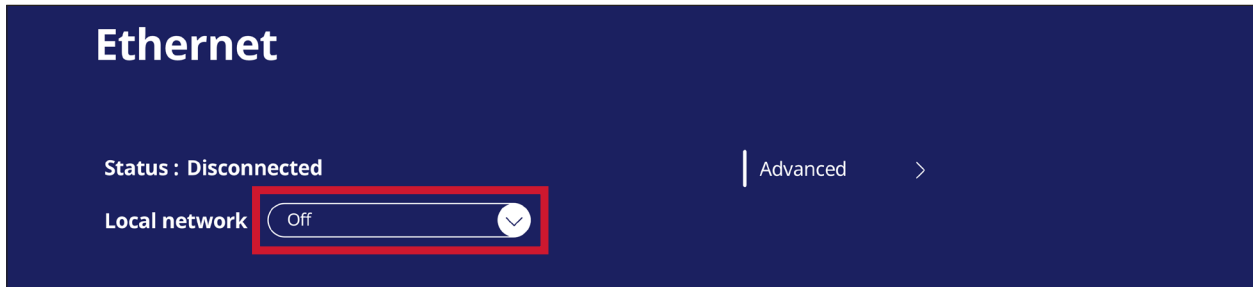 Ethernet
Status : Disconnected
Advanced
Local network
Off